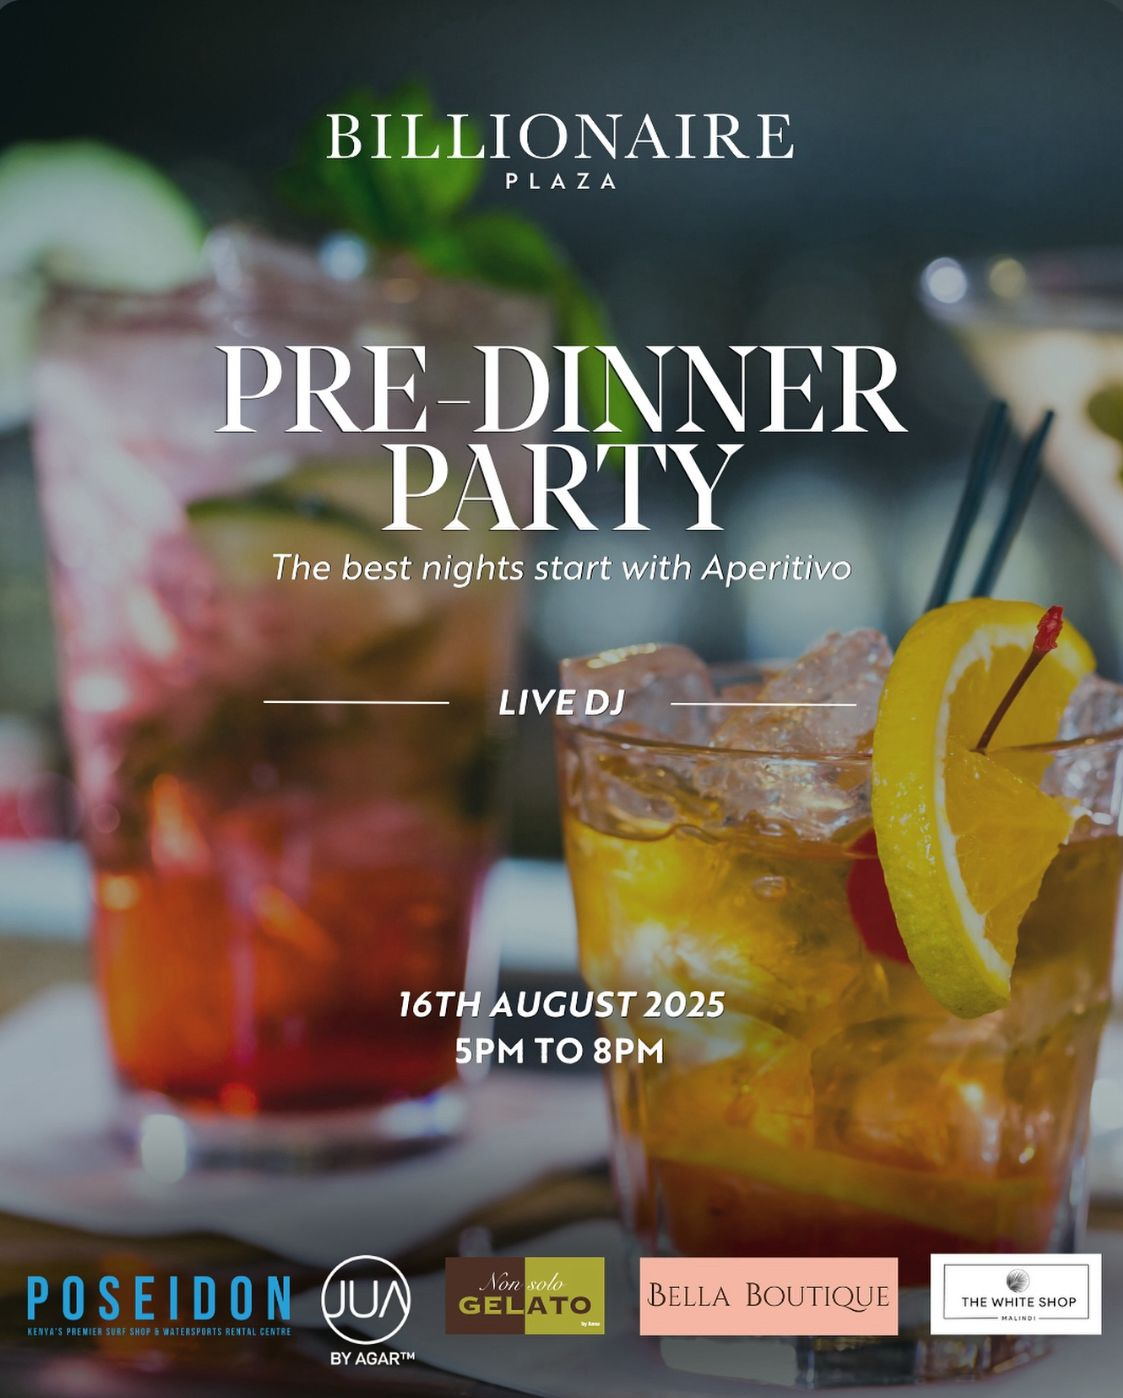 BILLIONAIRE
PLAZA
PRE-DINNER
PARTY
The best nights start with Aperitivo
LIVE DJ
16TH AUGUST 2025
5PM TO 8PM
POSEIDON
KENYA'S PREMIER SURF SHOP & WATERSPORTS RENTAL CENTRE
JUA
BY AGAR™
Non solo
GELATO
by Anna
BELLA BOUTIQUE
THE WHITE SHOP
MALINDI